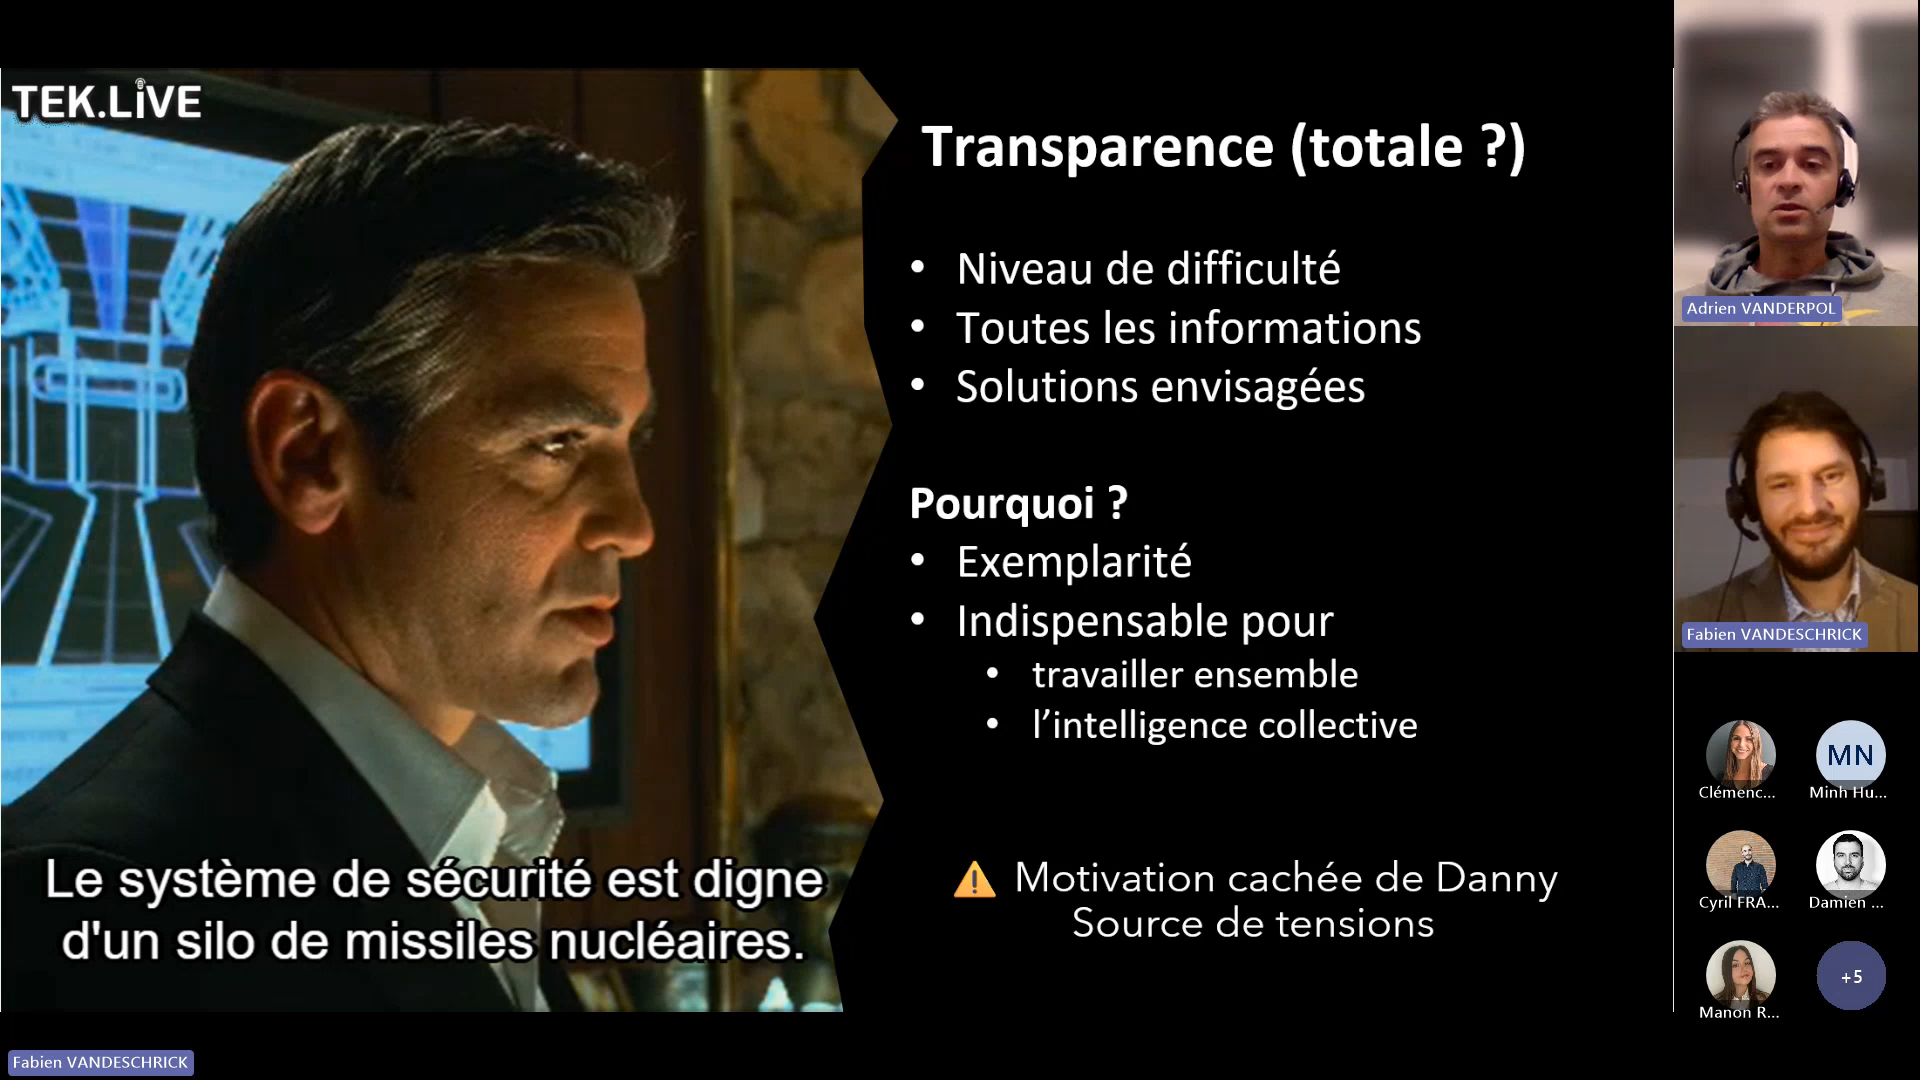 TEK.LiVE
Transparence (totale ?)
• Niveau de difficulté
• Toutes les informations
• Solutions envisagées
Pourquoi ?
• Exemplarité
• Indispensable pour
• travailler ensemble
• l’intelligence collective
⚠ Motivation cachée de Danny
Source de tensions
Le système de sécurité est digne
d'un silo de missiles nucléaires.
Fabien VANDESCHRICK
Adrien VANDERPOL
Fabien VANDESCHRICK
Clémenc...
MN
Minh Hu...
Cyril FRA...
Damien ...
Manon R...
+5